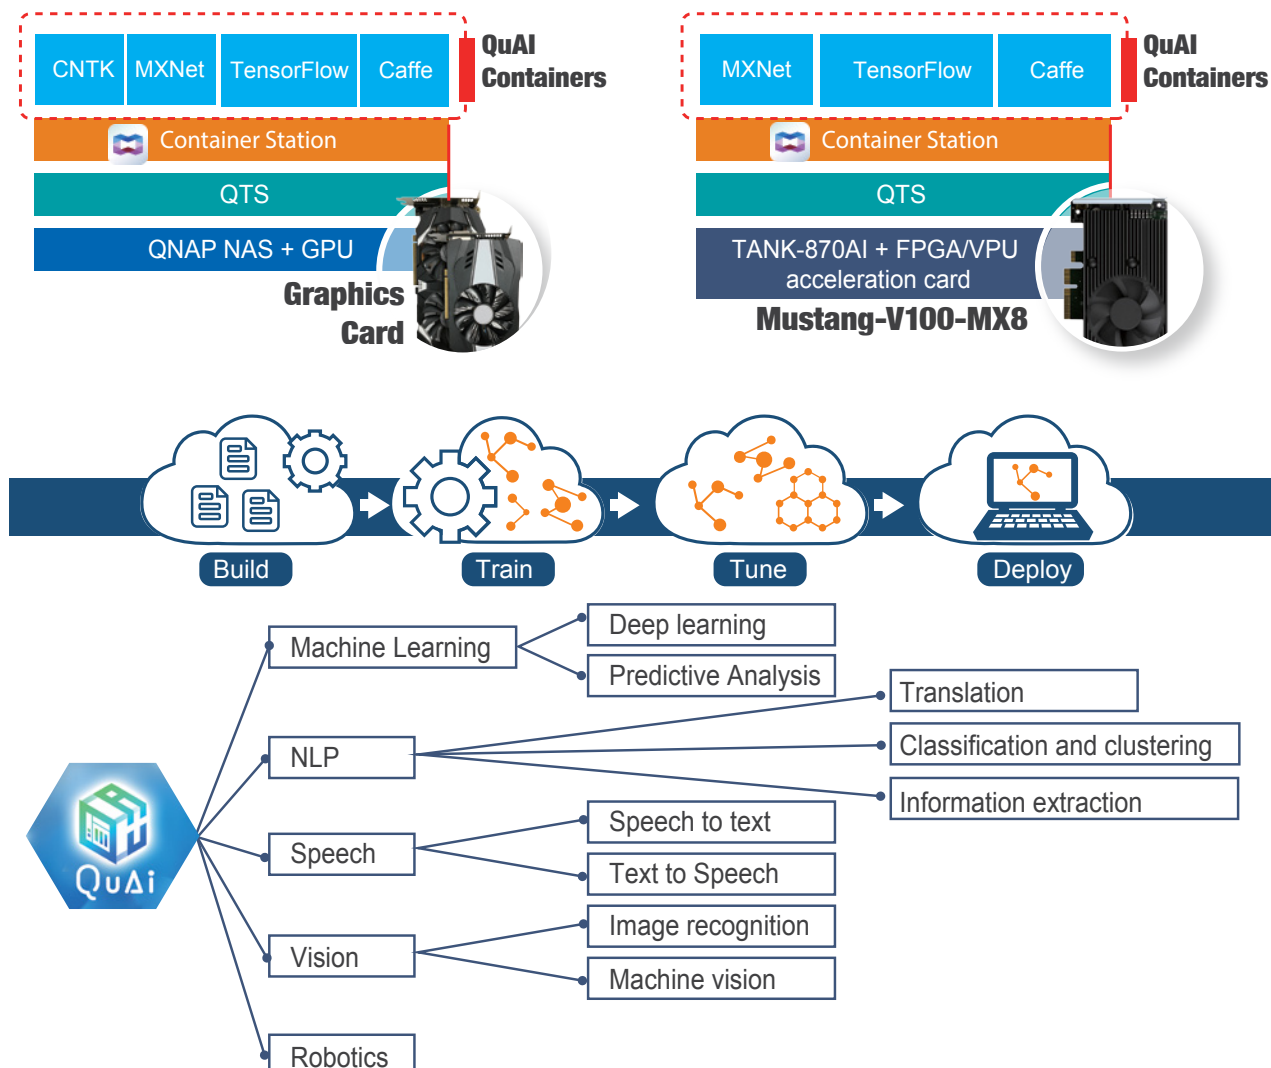 CNTK
MXNet
TensorFlow
Caffe
QuAI
Containers
Container Station
QTS
QNAP NAS + GPU
Graphics
Card
MXNet
TensorFlow
Caffe
QuAI
Containers
Container Station
QTS
TANK-870AI + FPGA/VPU
acceleration card
Mustang-V100-MX8
Build
Train
Tune
Deploy
Machine Learning
Deep learning
Predictive Analysis
NLP
Translation
Classification and clustering
Information extraction
QuAi
Speech
Speech to text
Text to Speech
Vision
Image recognition
Machine vision
Robotics